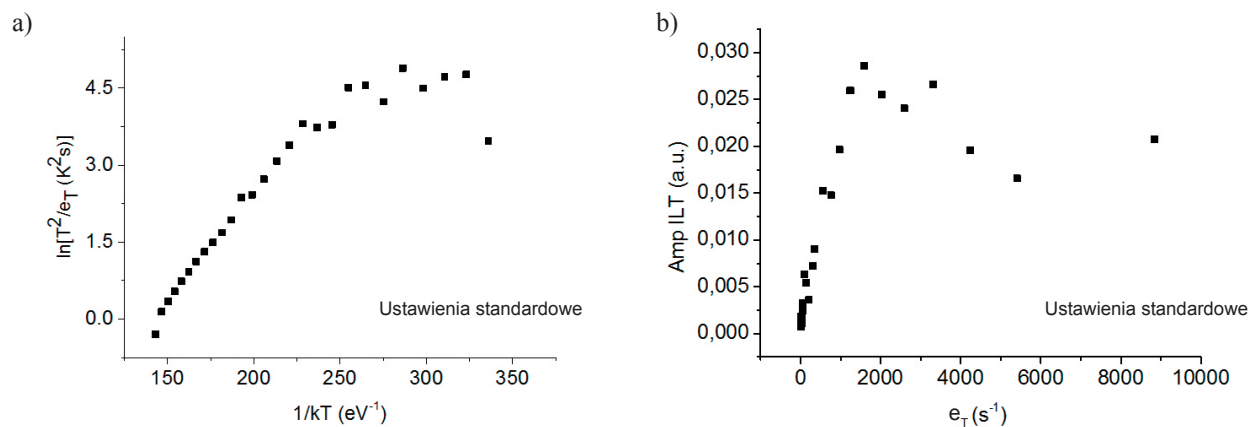 a)
ln[T²/e_T (K²s)]
4.5
3.0
1.5
0.0
Ustawienia standardowe
150 200 250 300 350
1/kT (eV⁻¹)
b)
Amp ILT (a.u.)
0,030
0,025
0,020
0,015
0,010
0,005
0,000
Ustawienia standardowe
0 2000 4000 6000 8000 10000
e_T (s⁻¹)